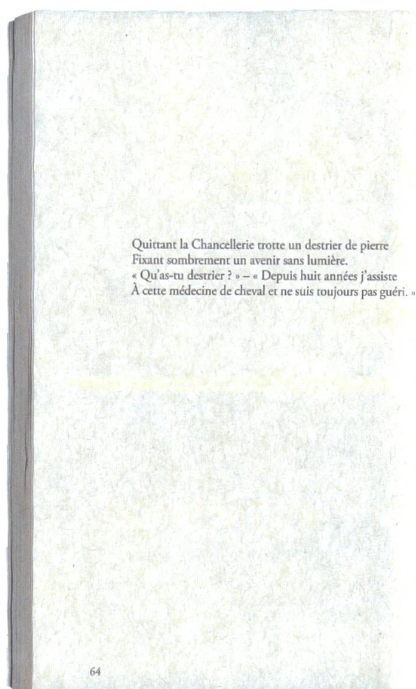 Quittant la Chancellerie trotte un destrier de pierre
Fixant sombrement un avenir sans lumière.
« Qu'as-tu destrier ? » – « Depuis huit années j'assiste
À cette médecine de cheval et ne suis toujours pas guéri. »
64